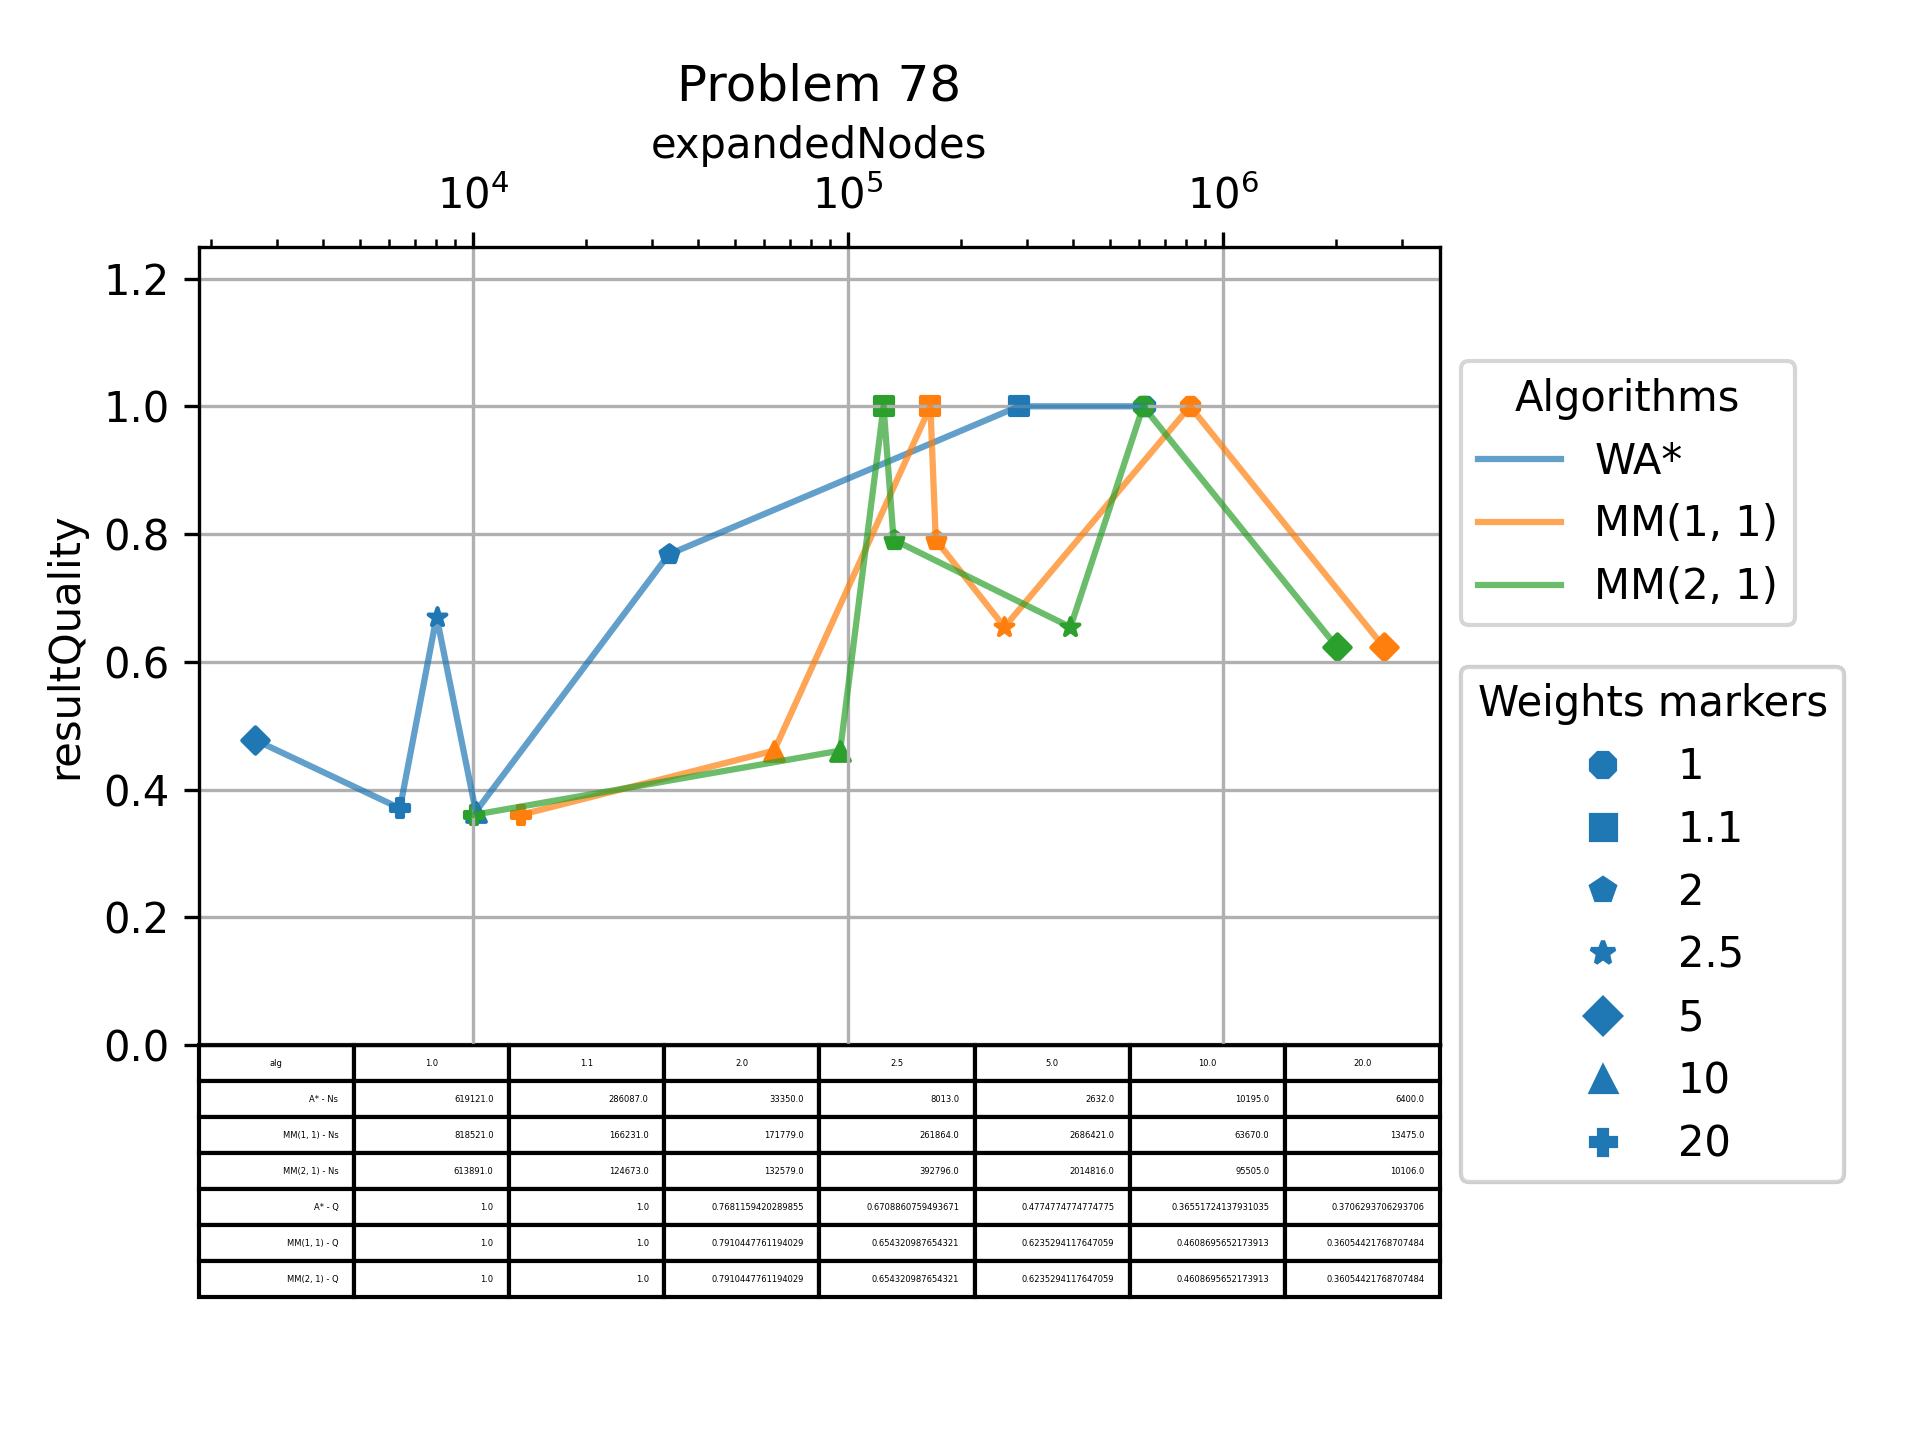 Problem 78
expandedNodes
10⁴ 10⁵ 10⁶
resultQuality
1.2
1.0
0.8
0.6
0.4
0.2
0.0
Algorithms
WA*
MM(1, 1)
MM(2, 1)
Weights markers
1
1.1
2
2.5
5
10
20
alg 1.0 1.1 2.0 2.5 5.0 10.0 20.0
A* - Ns 619121.0 286087.0 33350.0 8013.0 2632.0 10195.0 6400.0
MM(1, 1) - Ns 818521.0 166231.0 171779.0 261864.0 2686421.0 63670.0 13475.0
MM(2, 1) - Ns 613891.0 124673.0 132579.0 392796.0 2014816.0 95505.0 10106.0
A* - Q 1.0 1.0 0.7681159420289855 0.6708860759493671 0.4774774774774775 0.36551724137931035 0.3706293706293706
MM(1, 1) - Q 1.0 1.0 0.7910447761194029 0.654320987654321 0.6235294117647059 0.4608695652173913 0.36054421768707484
MM(2, 1) - Q 1.0 1.0 0.7910447761194029 0.654320987654321 0.6235294117647059 0.4608695652173913 0.36054421768707484